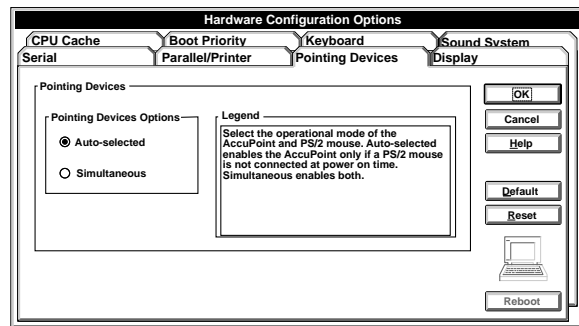 Hardware Configuration Options
CPU Cache
Boot Priority
Keyboard
Sound System
Serial
Parallel/Printer
Pointing Devices
Display
Pointing Devices
Pointing Devices Options
Auto-selected
Simultaneous
Legend
Select the operational mode of the
AccuPoint and PS/2 mouse. Auto-selected
enables the AccuPoint only if a PS/2 mouse
is not connected at power on time.
Simultaneous enables both.
OK
Cancel
Help
Default
Reset
Reboot